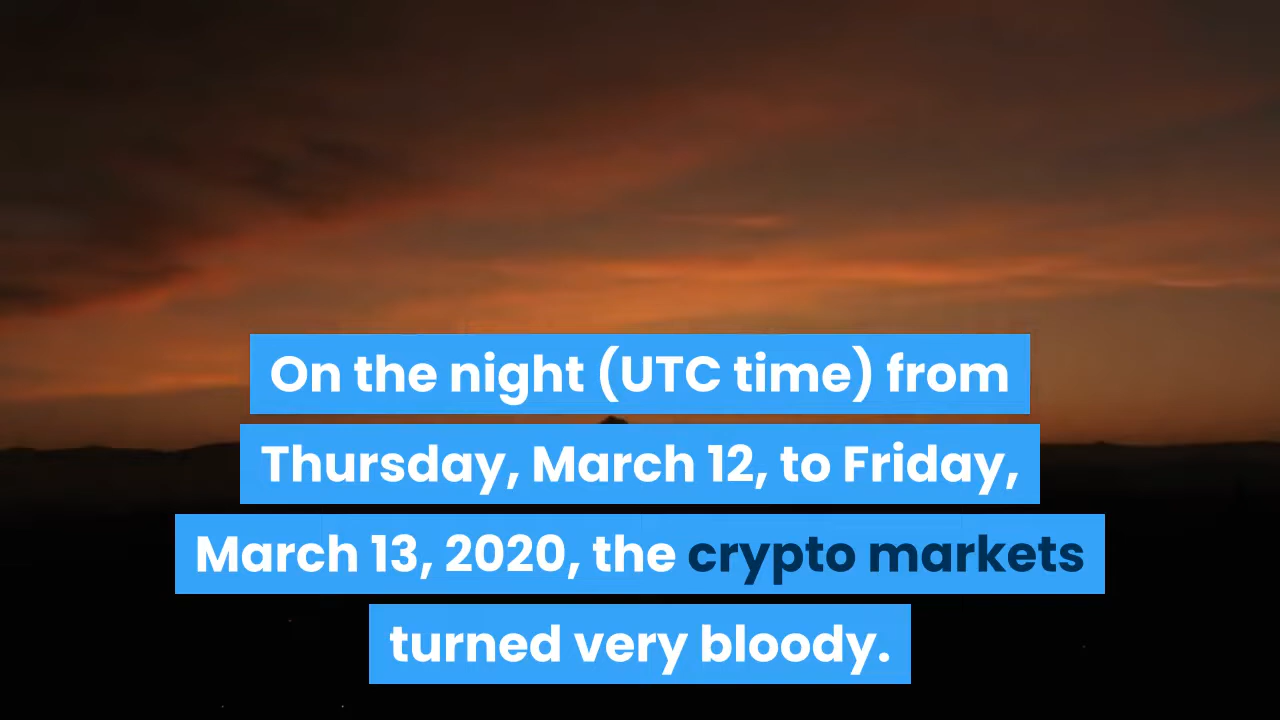 On the night (UTC time) from
Thursday, March 12, to Friday,
March 13, 2020, the crypto markets
turned very bloody.